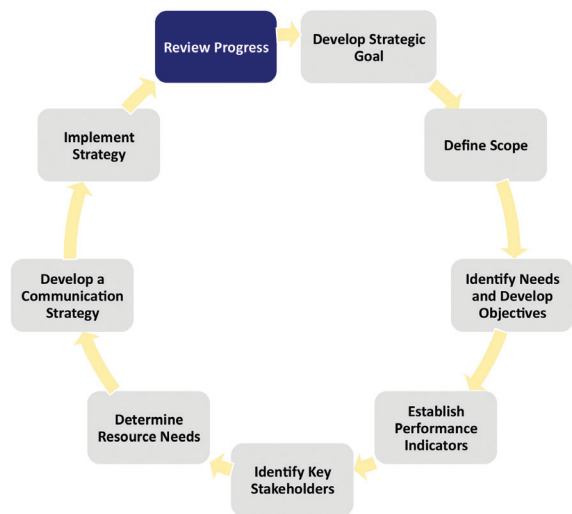 Review Progress
Develop Strategic
Goal
Define Scope
Identify Needs
and Develop
Objectives
Establish
Performance
Indicators
Identify Key
Stakeholders
Determine
Resource Needs
Develop a
Communication
Strategy
Implement
Strategy